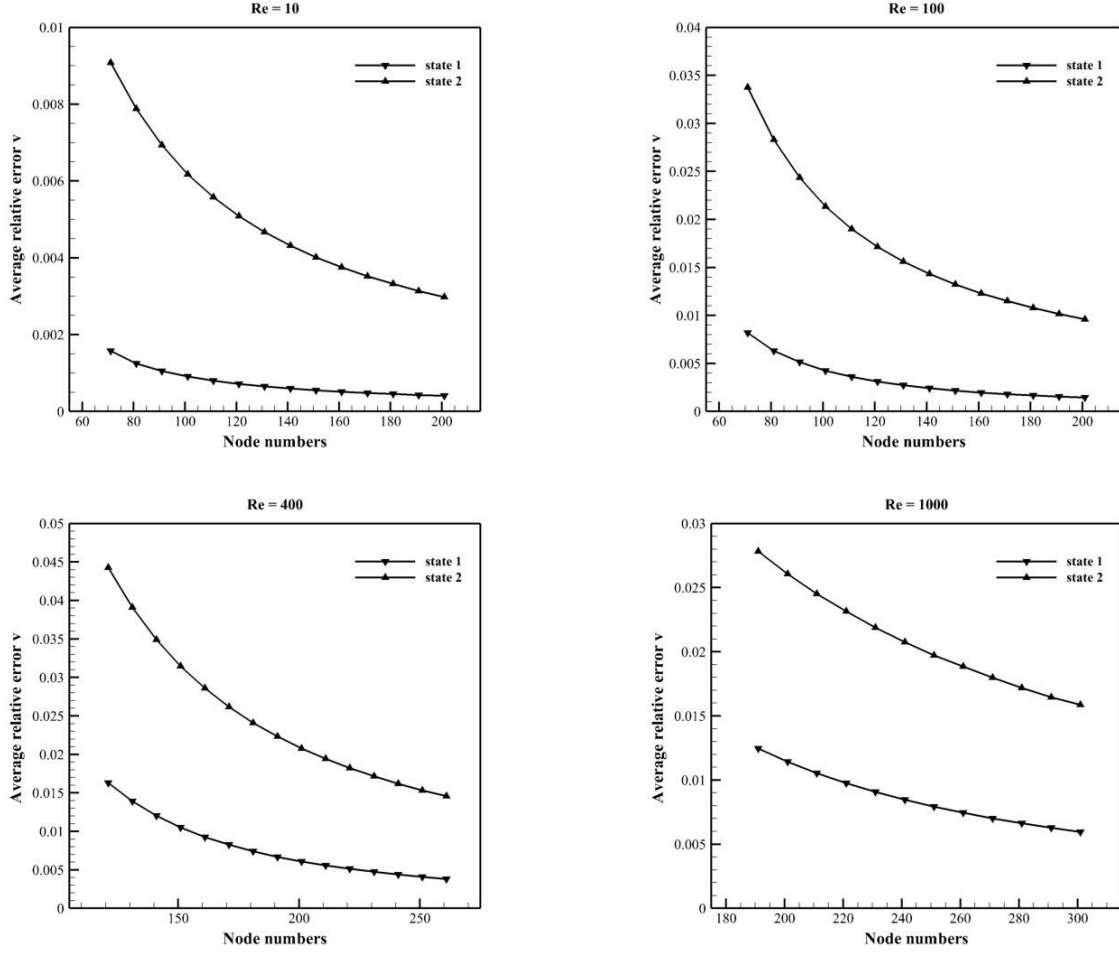 Re = 10
0.01
0.008
0.006
0.004
0.002
0
Average relative error v
state 1
state 2
60 80 100 120 140 160 180 200
Node numbers
Re = 100
0.04
0.035
0.03
0.025
0.02
0.015
0.01
0.005
0
Average relative error v
state 1
state 2
60 80 100 120 140 160 180 200
Node numbers
Re = 400
0.05
0.045
0.04
0.035
0.03
0.025
0.02
0.015
0.01
0.005
0
Average relative error v
state 1
state 2
150 200 250
Node numbers
Re = 1000
0.03
0.025
0.02
0.015
0.01
0.005
0
Average relative error v
state 1
state 2
180 200 220 240 260 280 300
Node numbers